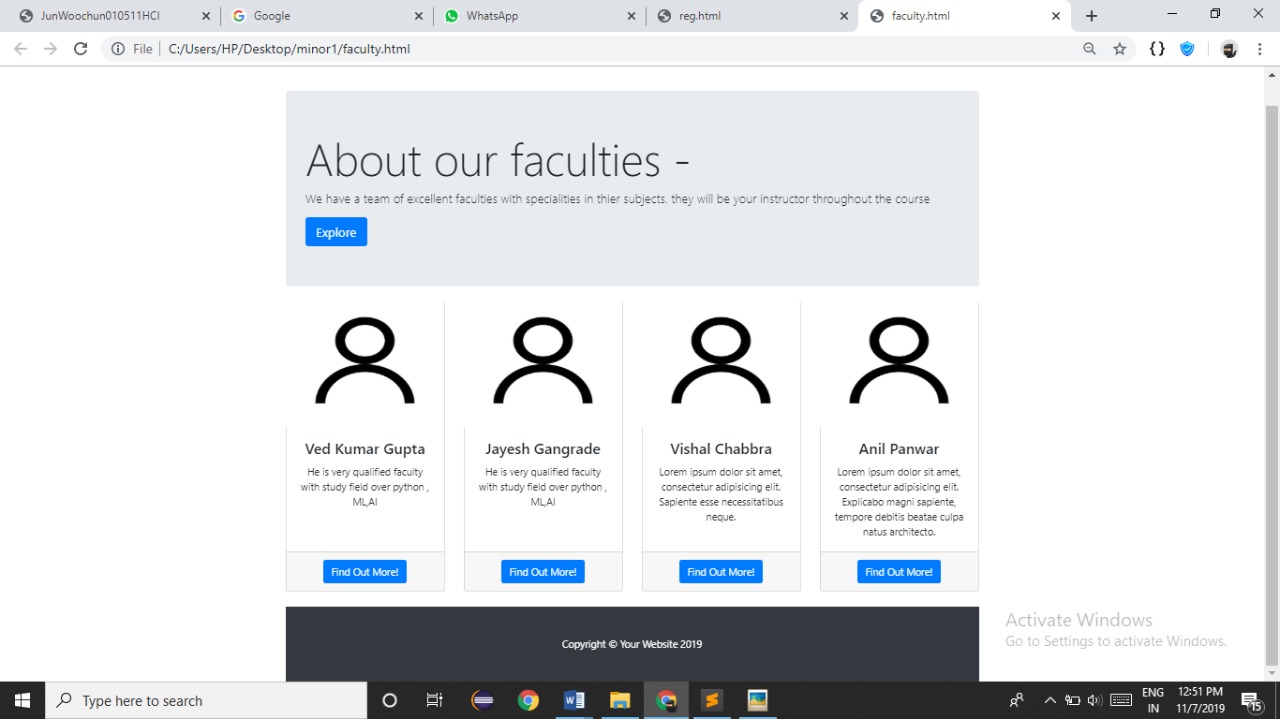 JunWoochun010511HCI
Google
WhatsApp
reg.html
faculty.html
File
C:/Users/HP/Desktop/minor1/faculty.html
About our faculties -
We have a team of excellent faculties with specialities in thier subjects. they will be your instructor throughout the course
Explore
Ved Kumar Gupta
He is very qualified faculty
with study field over python ,
ML,AI
Find Out More!
Jayesh Gangrade
He is very qualified faculty
with study field over python ,
ML,AI
Find Out More!
Vishal Chabbra
Lorem ipsum dolor sit amet,
consectetur adipisicing elit.
Sapiente esse necessitatibus
neque.
Find Out More!
Anil Panwar
Lorem ipsum dolor sit amet,
consectetur adipisicing elit.
Explicabo magni sapiente,
tempore debitis beatae culpa
natus architecto.
Find Out More!
Copyright © Your Website 2019
Activate Windows
Go to Settings to activate Windows.
Type here to search
ENG
IN
12:51 PM
11/7/2019
15